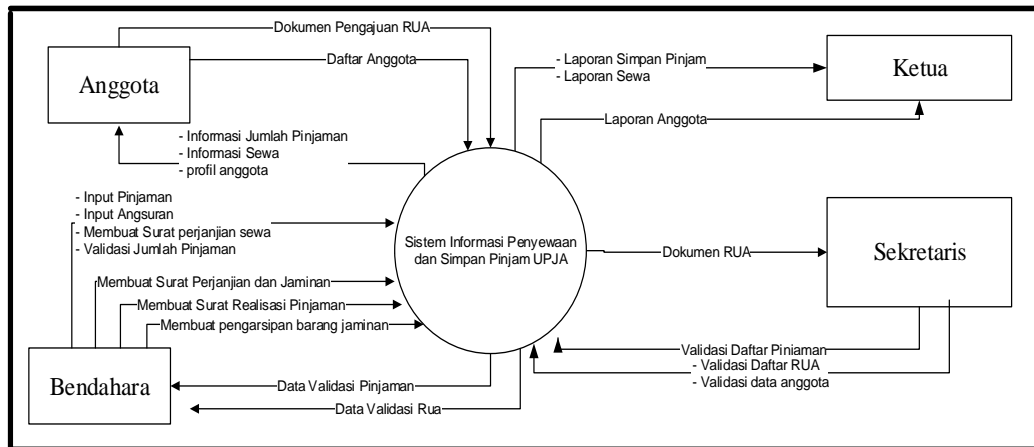 Dokumen Pengajuan RUA
Daftar Anggota
Anggota
- Informasi Jumlah Pinjaman
- Informasi Sewa
- profil anggota
- Laporan Simpan Pinjam
- Laporan Sewa
Ketua
Laporan Anggota
- Input Pinjaman
- Input Angsuran
- Membuat Surat perjanjian sewa
- Validasi Jumlah Pinjaman
Sistem Informasi Penyewaan
dan Simpan Pinjam UPJA
Dokumen RUA
Sekretaris
Membuat Surat Perjanjian dan Jaminan
Membuat Surat Realisasi Pinjaman
Membuat pengarsipan barang jaminan
Bendahara
Data Validasi Pinjaman
Data Validasi Rua
Validasi Daftar Piniaman
- Validasi Daftar RUA
- Validasi data anggota